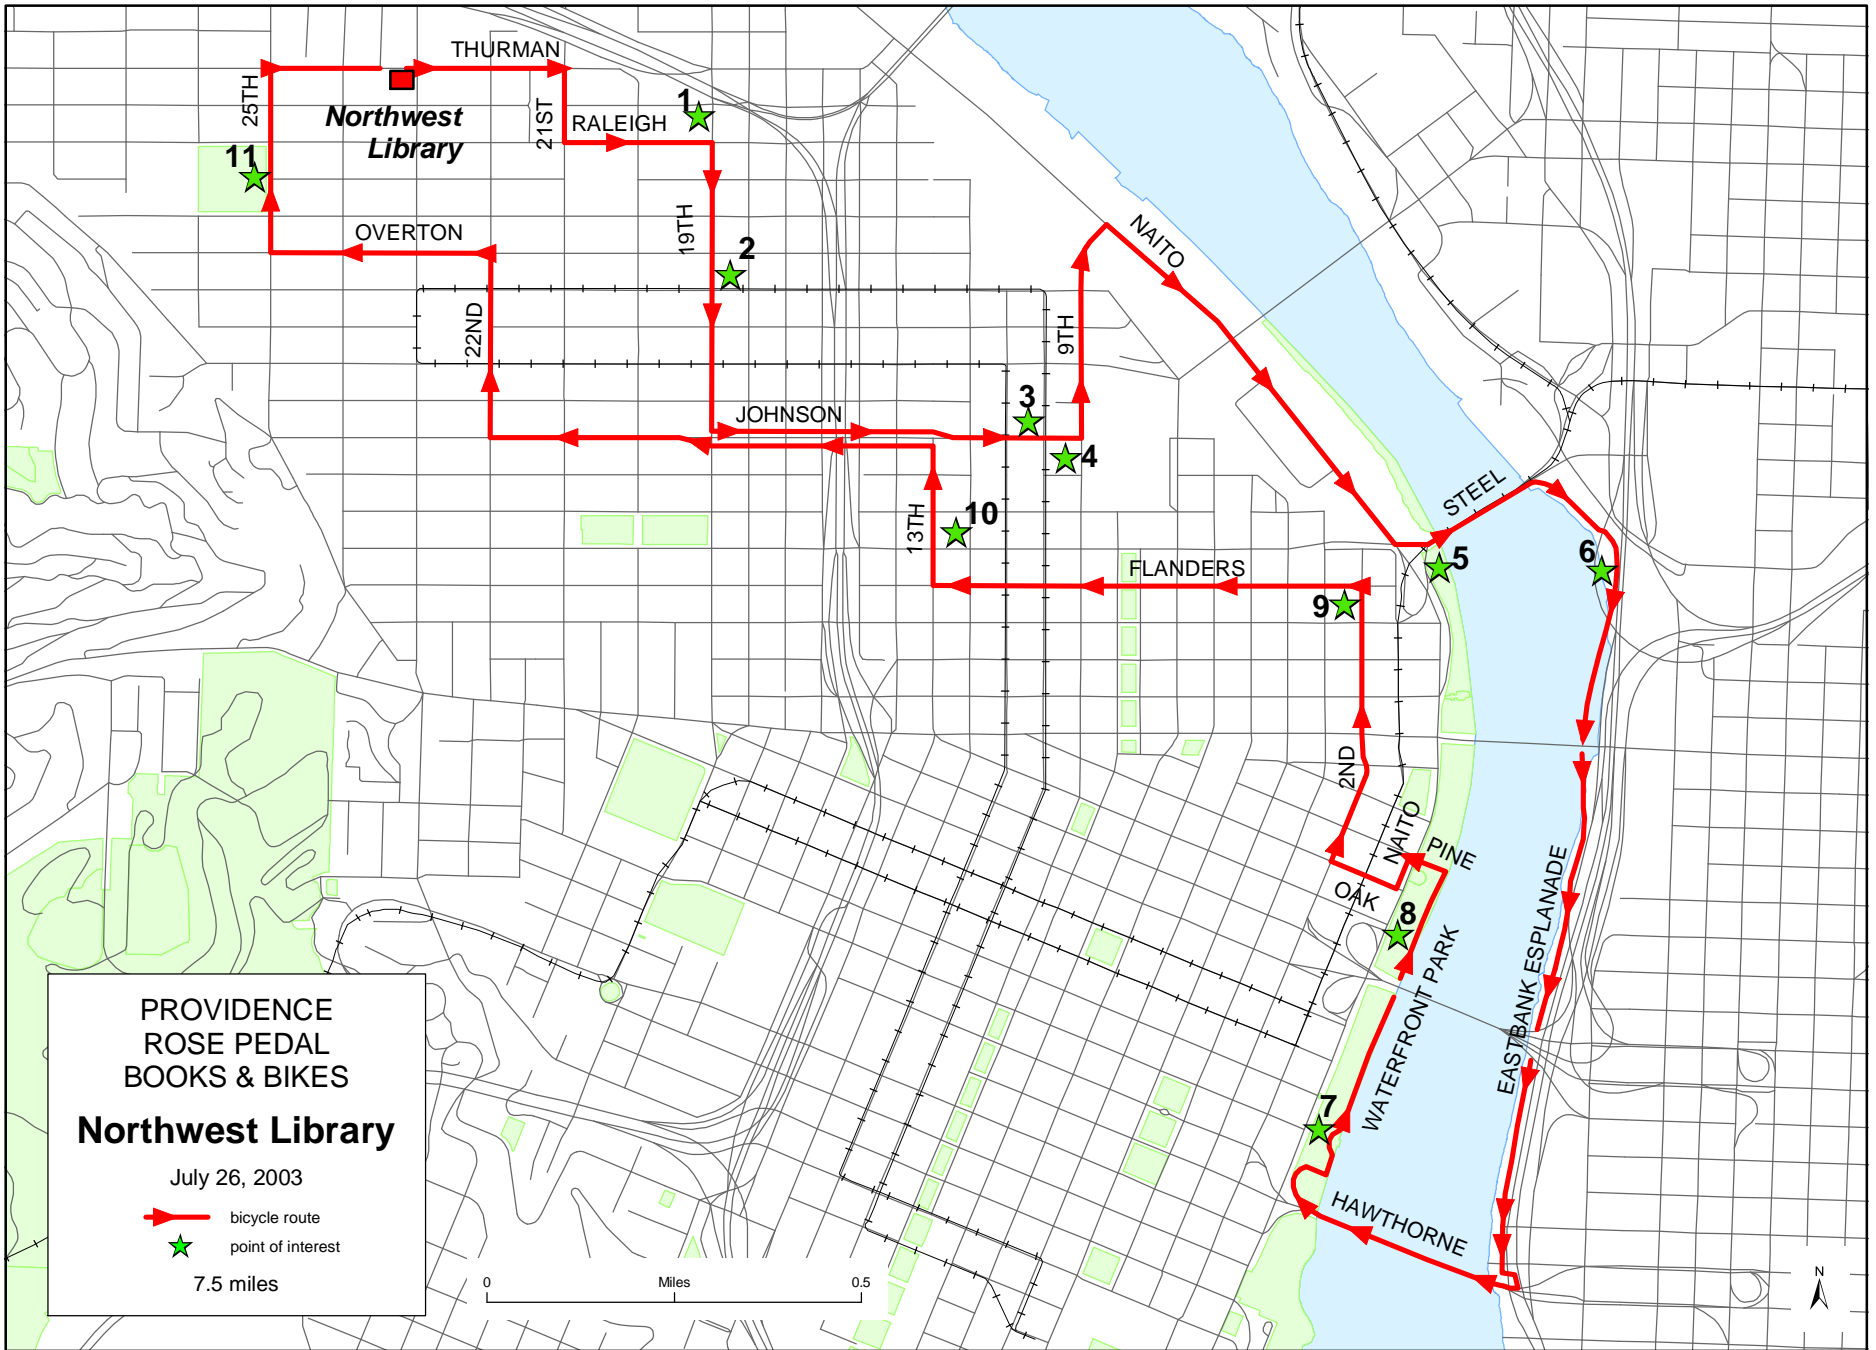 THURMAN
25TH
Northwest
Library
21ST
1
RALEIGH
11
19TH
OVERTON
2
NAITO
22ND
9TH
JOHNSON
3
4
STEEL
10
13TH
5
6
FLANDERS
9
2ND
NAITO
PINE
OAK
8
WATERFRONT PARK
EASTBANK ESPLANADE
7
HAWTHORNE
PROVIDENCE
ROSE PEDAL
BOOKS & BIKES
Northwest Library
July 26, 2003
bicycle route
point of interest
7.5 miles
0 Miles 0.5
N